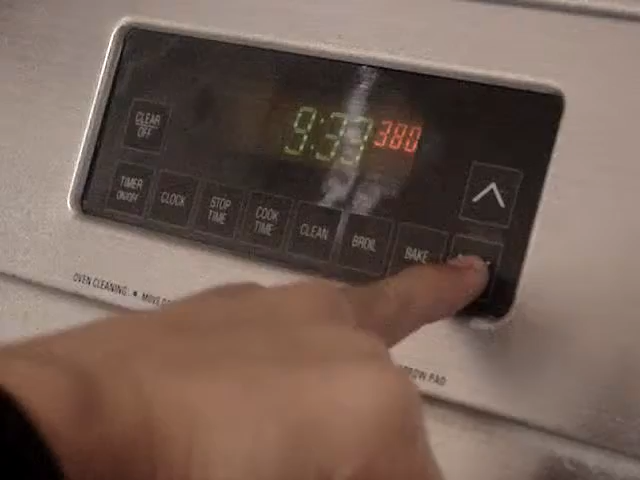 9:33 380
CLEAR
OFF
TIMER
ON/OFF
CLOCK
STOP
TIME
COOK
TIME
CLEAN
BROIL
BAKE
OVEN CLEANING: • MOVE
PAD